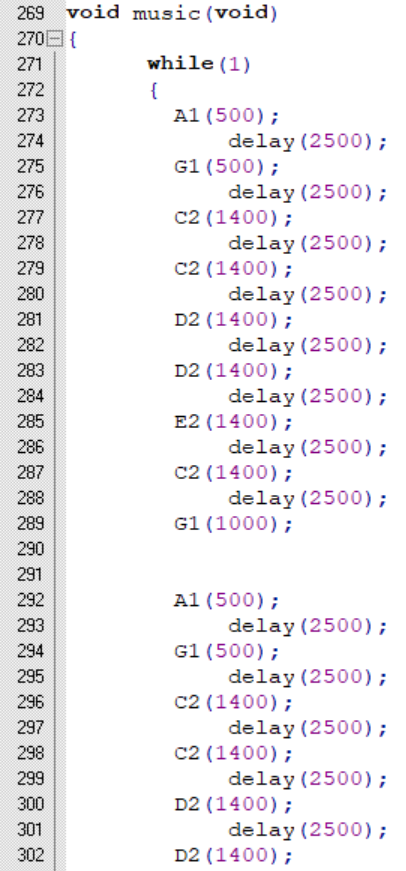 269 void music(void)
270 {
271 while(1)
272 {
273 A1(500);
274 delay(2500);
275 G1(500);
276 delay(2500);
277 C2(1400);
278 delay(2500);
279 C2(1400);
280 delay(2500);
281 D2(1400);
282 delay(2500);
283 D2(1400);
284 delay(2500);
285 E2(1400);
286 delay(2500);
287 C2(1400);
288 delay(2500);
289 G1(1000);
290
291
292 A1(500);
293 delay(2500);
294 G1(500);
295 delay(2500);
296 C2(1400);
297 delay(2500);
298 C2(1400);
299 delay(2500);
300 D2(1400);
301 delay(2500);
302 D2(1400);